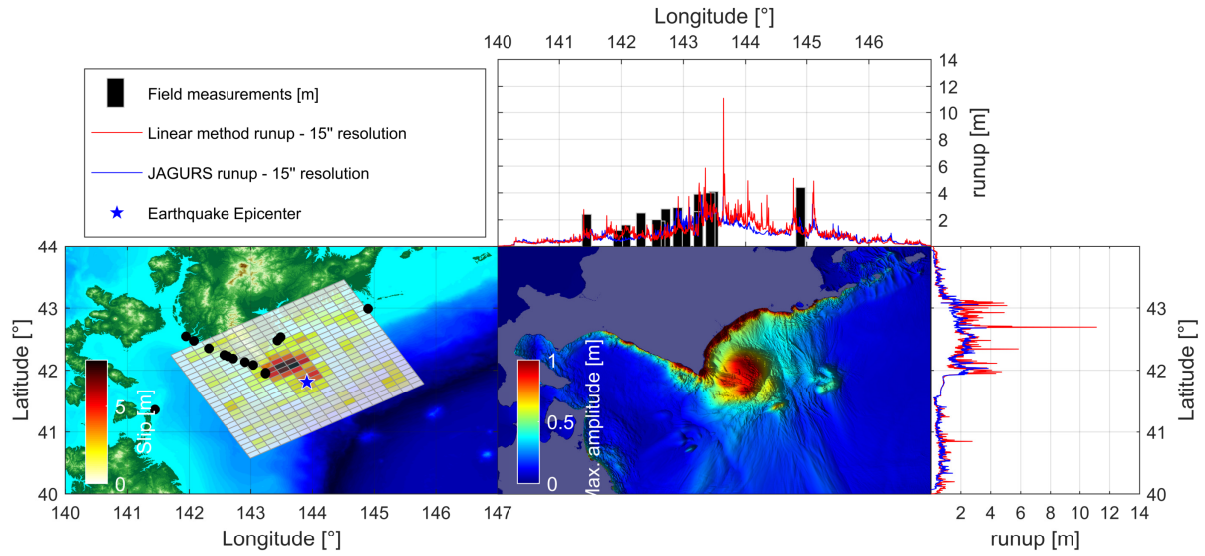 Longitude [°]
140 141 142 143 144 145 146
14
12
10
8
6
4
2
runup [m]
Field measurements [m]
Linear method runup - 15" resolution
JAGURS runup - 15" resolution
Earthquake Epicenter
44
43
42
41
40
Latitude [°]
5
0
Slip [m]
1
0.5
0
Max. amplitude [m]
43
42
41
40
Latitude [°]
140 141 142 143 144 145 146 147
Longitude [°]
2 4 6 8 10 12 14
runup [m]